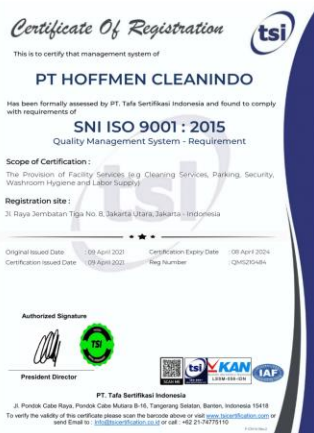 Certificate Of Registration
tsi
This is to certify that management system of
PT HOFFMEN CLEANINDO
Has been formally assessed by PT. Tafa Sertifikasi Indonesia and found to comply
with requirements of
SNI ISO 9001 : 2015
Quality Management System - Requirement
Scope of Certification :
The Provision of Facility Services (e.g Cleaning Services, Parking, Security,
Washroom Hygiene and Labor Supply)
Registration site :
Jl. Raya Jembatan Tiga No. 8, Jakarta Utara, Jakarta - Indonesia
Original Issued Date : 09 April 2021 Certification Expiry Date : 08 April 2024
Certification Issued Date : 09 April 2021 Reg Number : QMS210484
Authorized Signature
TSI
President Director
SCAN ME
tsi
KAN
LSSM-059-IDN
IAF
PT. Tafa Sertifikasi Indonesia
Jl. Pondok Cabe Raya, Pondok Cabe Mutiara B-16, Tangerang Selatan, Banten, Indonesia 15418
To verify the validity of this certificate please scan the barcode above or visit www.tsicertification.com or
send Email to : info@tsicertification.co.id or call : +62 21-74775110